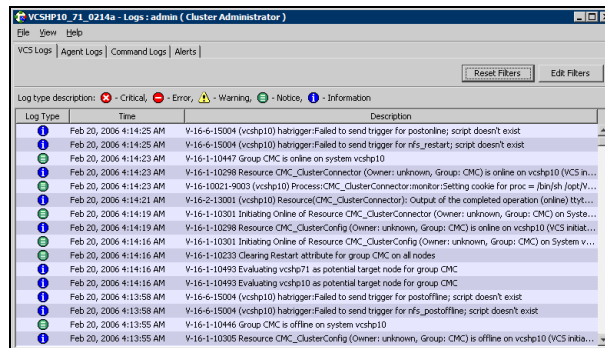 VCSHP10_71_0214a - Logs : admin ( Cluster Administrator )
File View Help
VCS Logs Agent Logs Command Logs Alerts
Reset Filters Edit Filters
Log type description: - Critical, - Error, - Warning, - Notice, - Information
Log Type Time Description
Feb 20, 2006 4:14:25 AM V-16-6-15004 (vcshp10) hatrigger:Failed to send trigger for postonline; script doesn't exist
Feb 20, 2006 4:14:25 AM V-16-6-15004 (vcshp10) hatrigger:Failed to send trigger for nfs_restart; script doesn't exist
Feb 20, 2006 4:14:23 AM V-16-1-10447 Group CMC is online on system vcshp10
Feb 20, 2006 4:14:23 AM V-16-1-10298 Resource CMC_ClusterConnector (Owner: unknown, Group: CMC) is online on vcshp10 (VCS in...
Feb 20, 2006 4:14:23 AM V-16-10021-9003 (vcshp10) Process:CMC_ClusterConnector:monitor:Setting cookie for proc = /bin/sh /opt/V...
Feb 20, 2006 4:14:21 AM V-16-2-13001 (vcshp10) Resource(CMC_ClusterConnector): Output of the completed operation (online) ttyt...
Feb 20, 2006 4:14:19 AM V-16-1-10301 Initiating Online of Resource CMC_ClusterConnector (Owner: unknown, Group: CMC) on Syste...
Feb 20, 2006 4:14:19 AM V-16-1-10298 Resource CMC_ClusterConfig (Owner: unknown, Group: CMC) is online on vcshp10 (VCS initiat...
Feb 20, 2006 4:14:16 AM V-16-1-10301 Initiating Online of Resource CMC_ClusterConfig (Owner: unknown, Group: CMC) on System v...
Feb 20, 2006 4:14:16 AM V-16-1-10233 Clearing Restart attribute for group CMC on all nodes
Feb 20, 2006 4:14:16 AM V-16-1-10493 Evaluating vcshp71 as potential target node for group CMC
Feb 20, 2006 4:14:16 AM V-16-1-10493 Evaluating vcshp10 as potential target node for group CMC
Feb 20, 2006 4:13:58 AM V-16-6-15004 (vcshp10) hatrigger:Failed to send trigger for postoffline; script doesn't exist
Feb 20, 2006 4:13:58 AM V-16-6-15004 (vcshp10) hatrigger:Failed to send trigger for nfs_postoffline; script doesn't exist
Feb 20, 2006 4:13:55 AM V-16-1-10446 Group CMC is offline on system vcshp10
Feb 20, 2006 4:13:55 AM V-16-1-10305 Resource CMC_ClusterConfig (Owner: unknown, Group: CMC) is offline on vcshp10 (VCS initia...